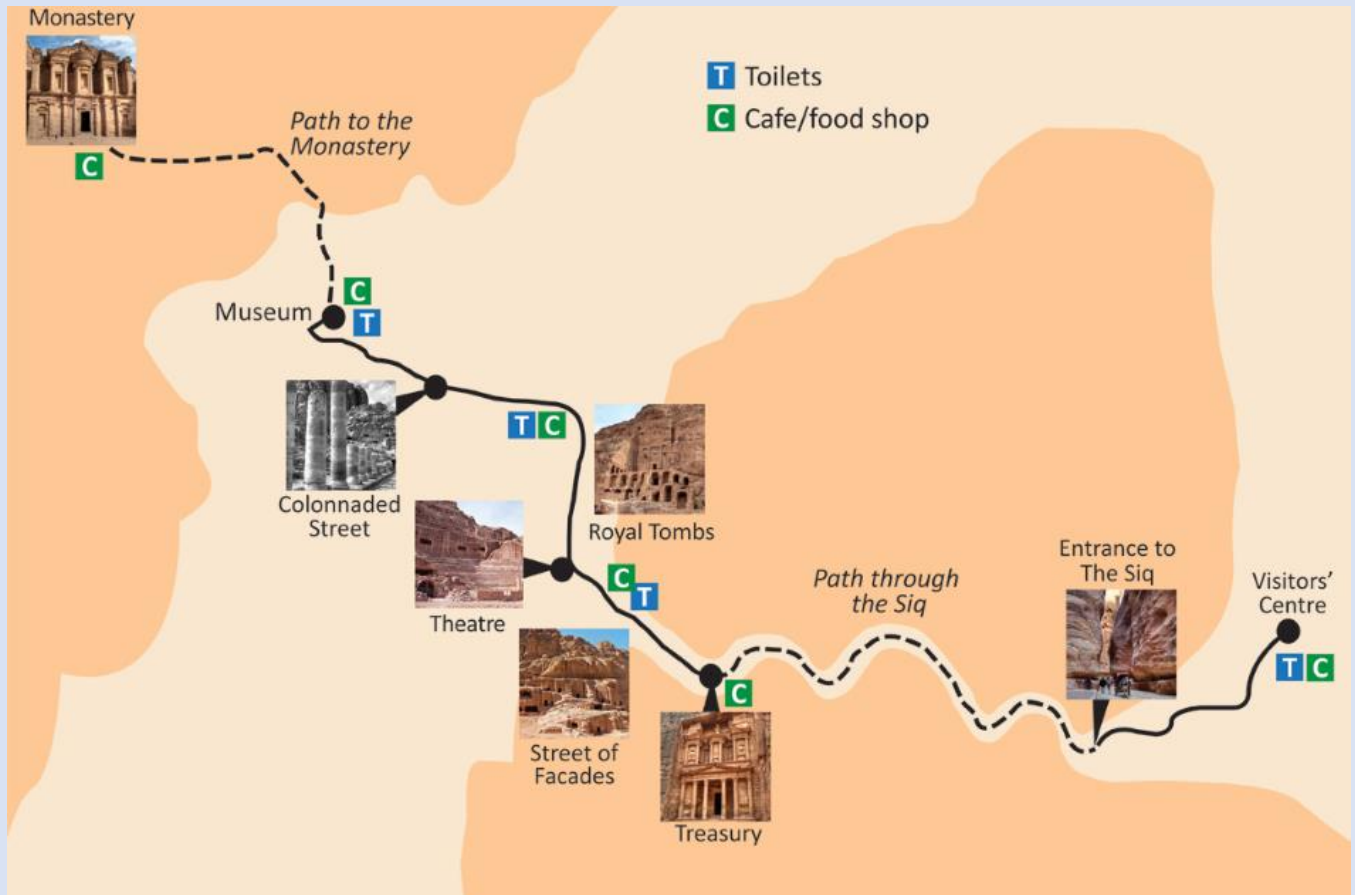 Monastery
T Toilets
C Cafe/food shop
Path to the
Monastery
C
C
Museum
T
T C
Colonnaded
Street
Royal Tombs
Entrance to
The Siq
C
T
Path through
the Siq
Visitors’
Centre
Theatre
T C
C
Street of
Facades
Treasury